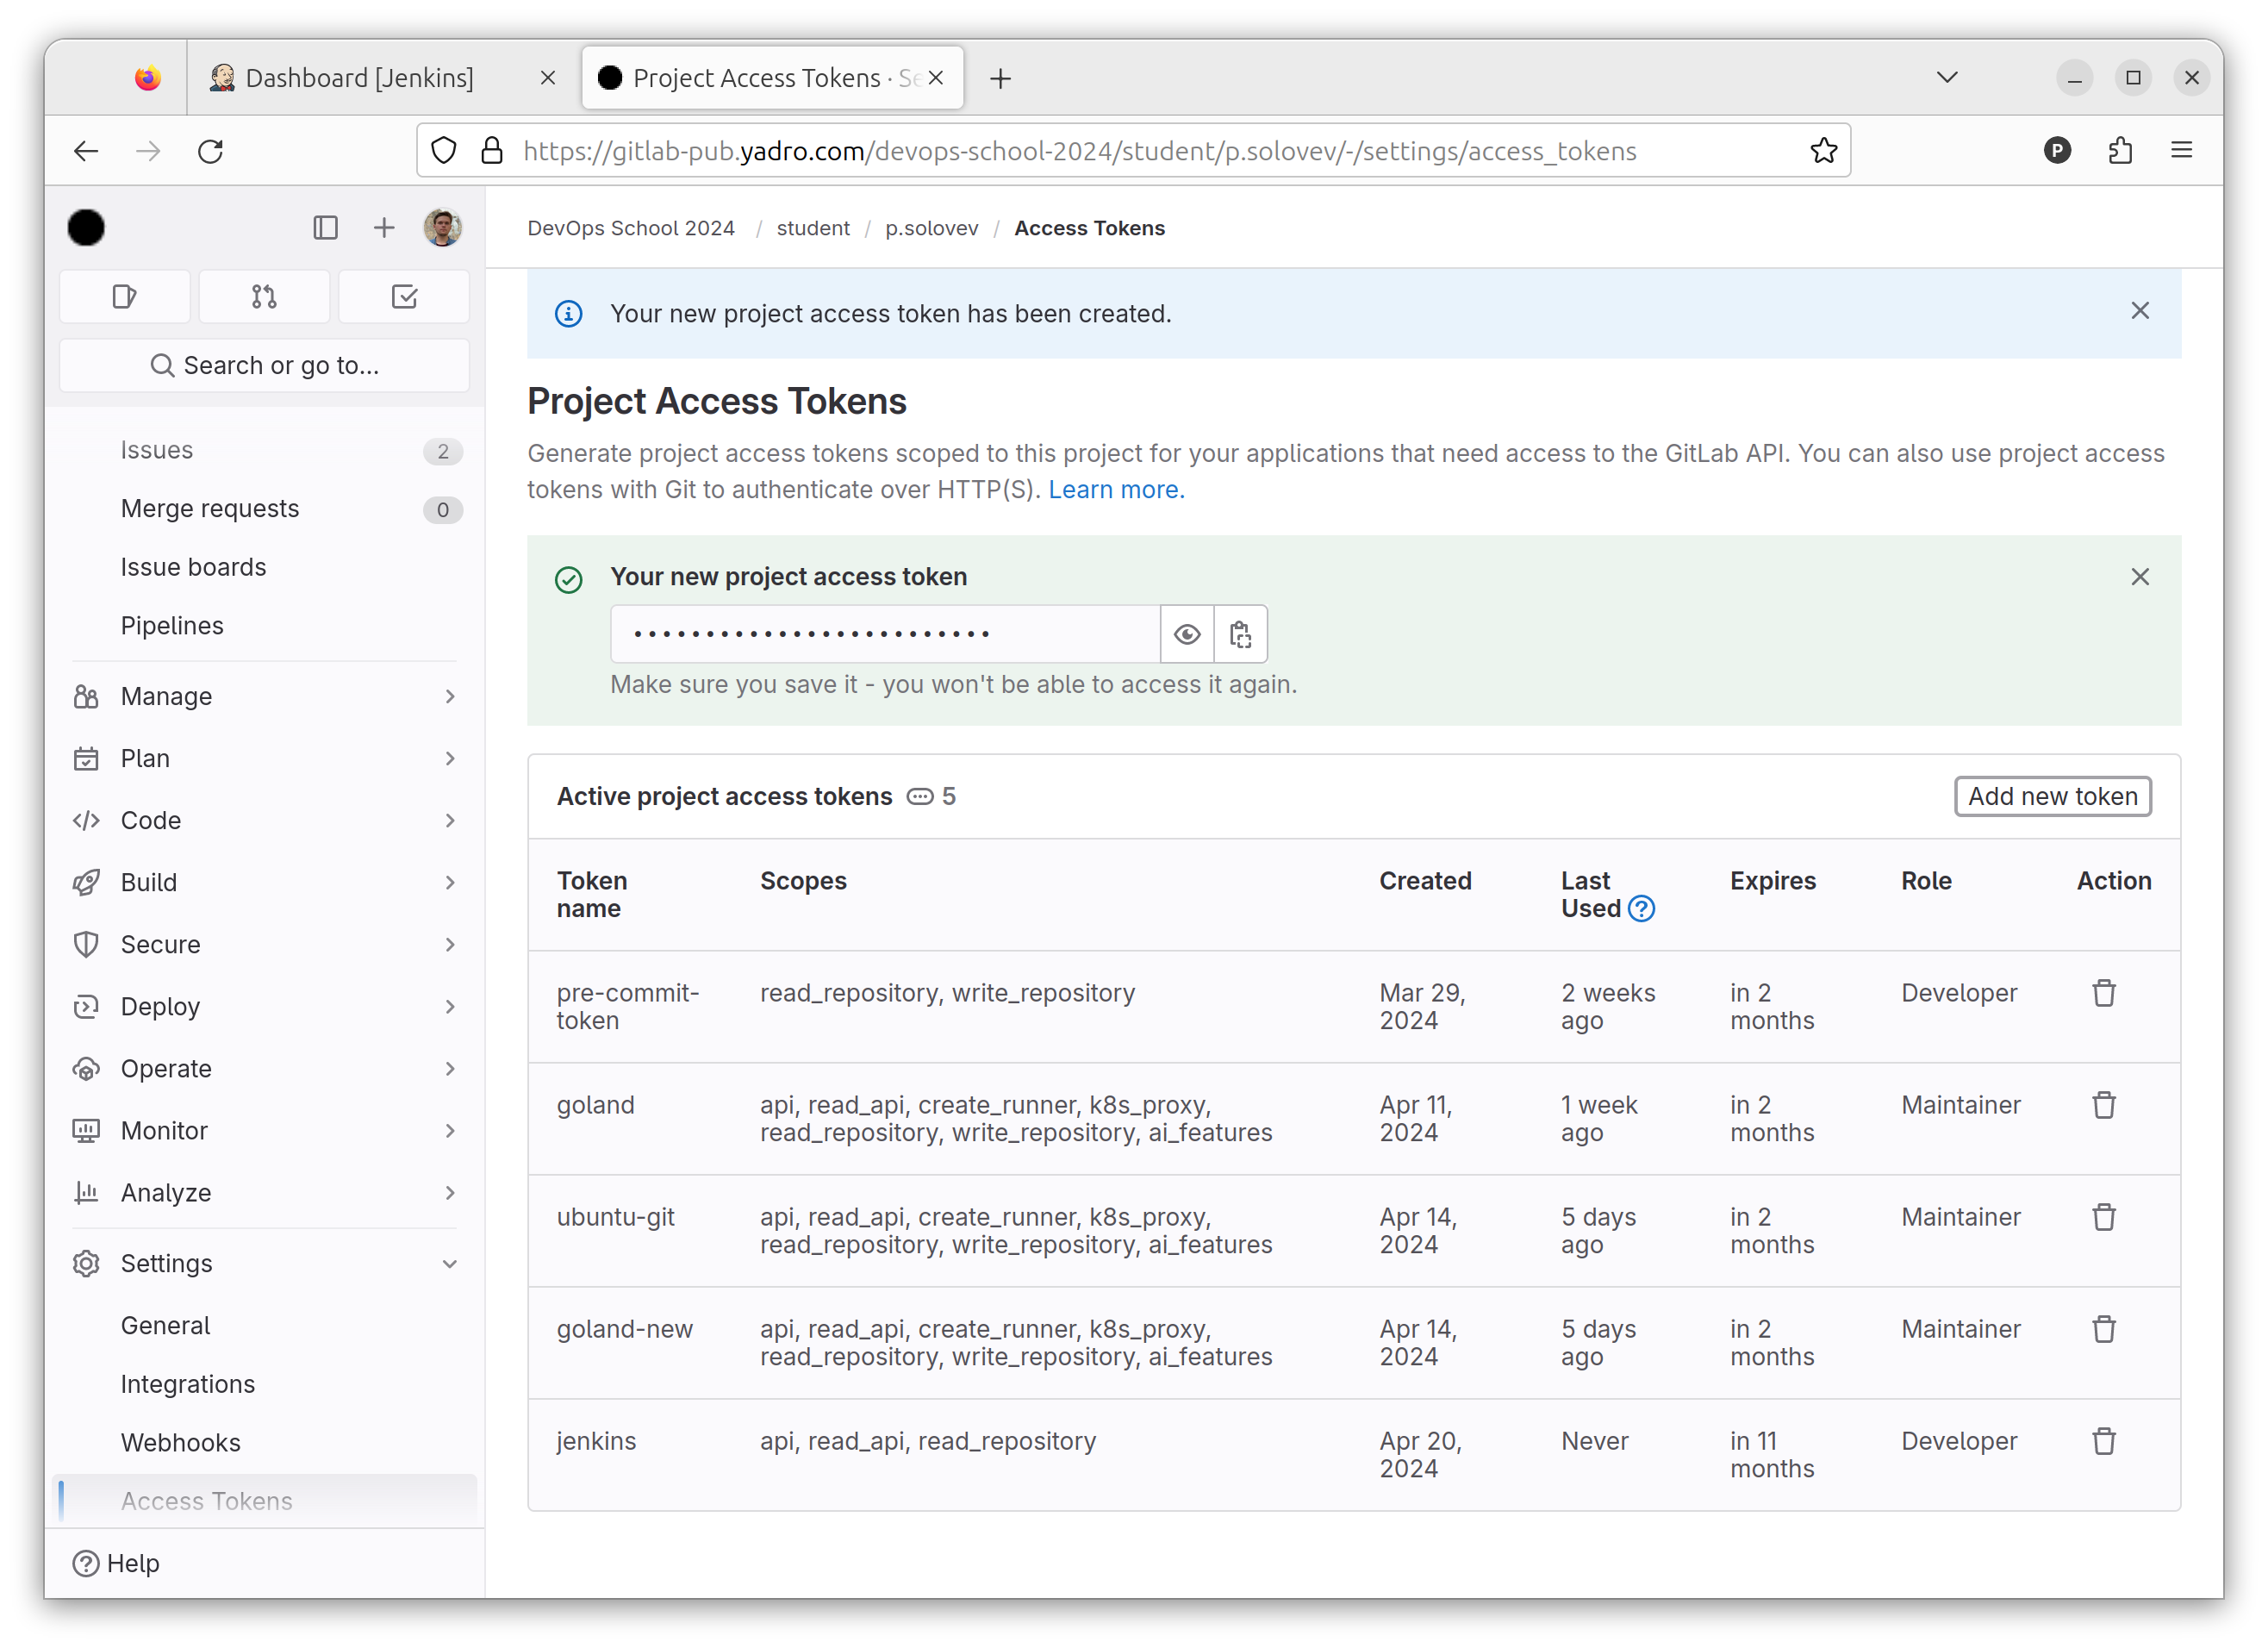 Dashboard [Jenkins]
Project Access Tokens · Se
https://gitlab-pub.yadro.com/devops-school-2024/student/p.solovev/-/settings/access_tokens
P
DevOps School 2024 / student / p.solovev / Access Tokens
Search or go to...
Issues 2
Merge requests 0
Issue boards
Pipelines
Manage
Plan
Code
Build
Secure
Deploy
Operate
Monitor
Analyze
Settings
General
Integrations
Webhooks
Access Tokens
Help
Your new project access token has been created.
Project Access Tokens
Generate project access tokens scoped to this project for your applications that need access to the GitLab API. You can also use project access
tokens with Git to authenticate over HTTP(S). Learn more.
Your new project access token
•••••••••••••••••••••••••
Make sure you save it - you won't be able to access it again.
Active project access tokens 5
Add new token
Token name Scopes Created Last Used Expires Role Action
pre-commit-token read_repository, write_repository Mar 29, 2024 2 weeks ago in 2 months Developer
goland api, read_api, create_runner, k8s_proxy, read_repository, write_repository, ai_features Apr 11, 2024 1 week ago in 2 months Maintainer
ubuntu-git api, read_api, create_runner, k8s_proxy, read_repository, write_repository, ai_features Apr 14, 2024 5 days ago in 2 months Maintainer
goland-new api, read_api, create_runner, k8s_proxy, read_repository, write_repository, ai_features Apr 14, 2024 5 days ago in 2 months Maintainer
jenkins api, read_api, read_repository Apr 20, 2024 Never in 11 months Developer